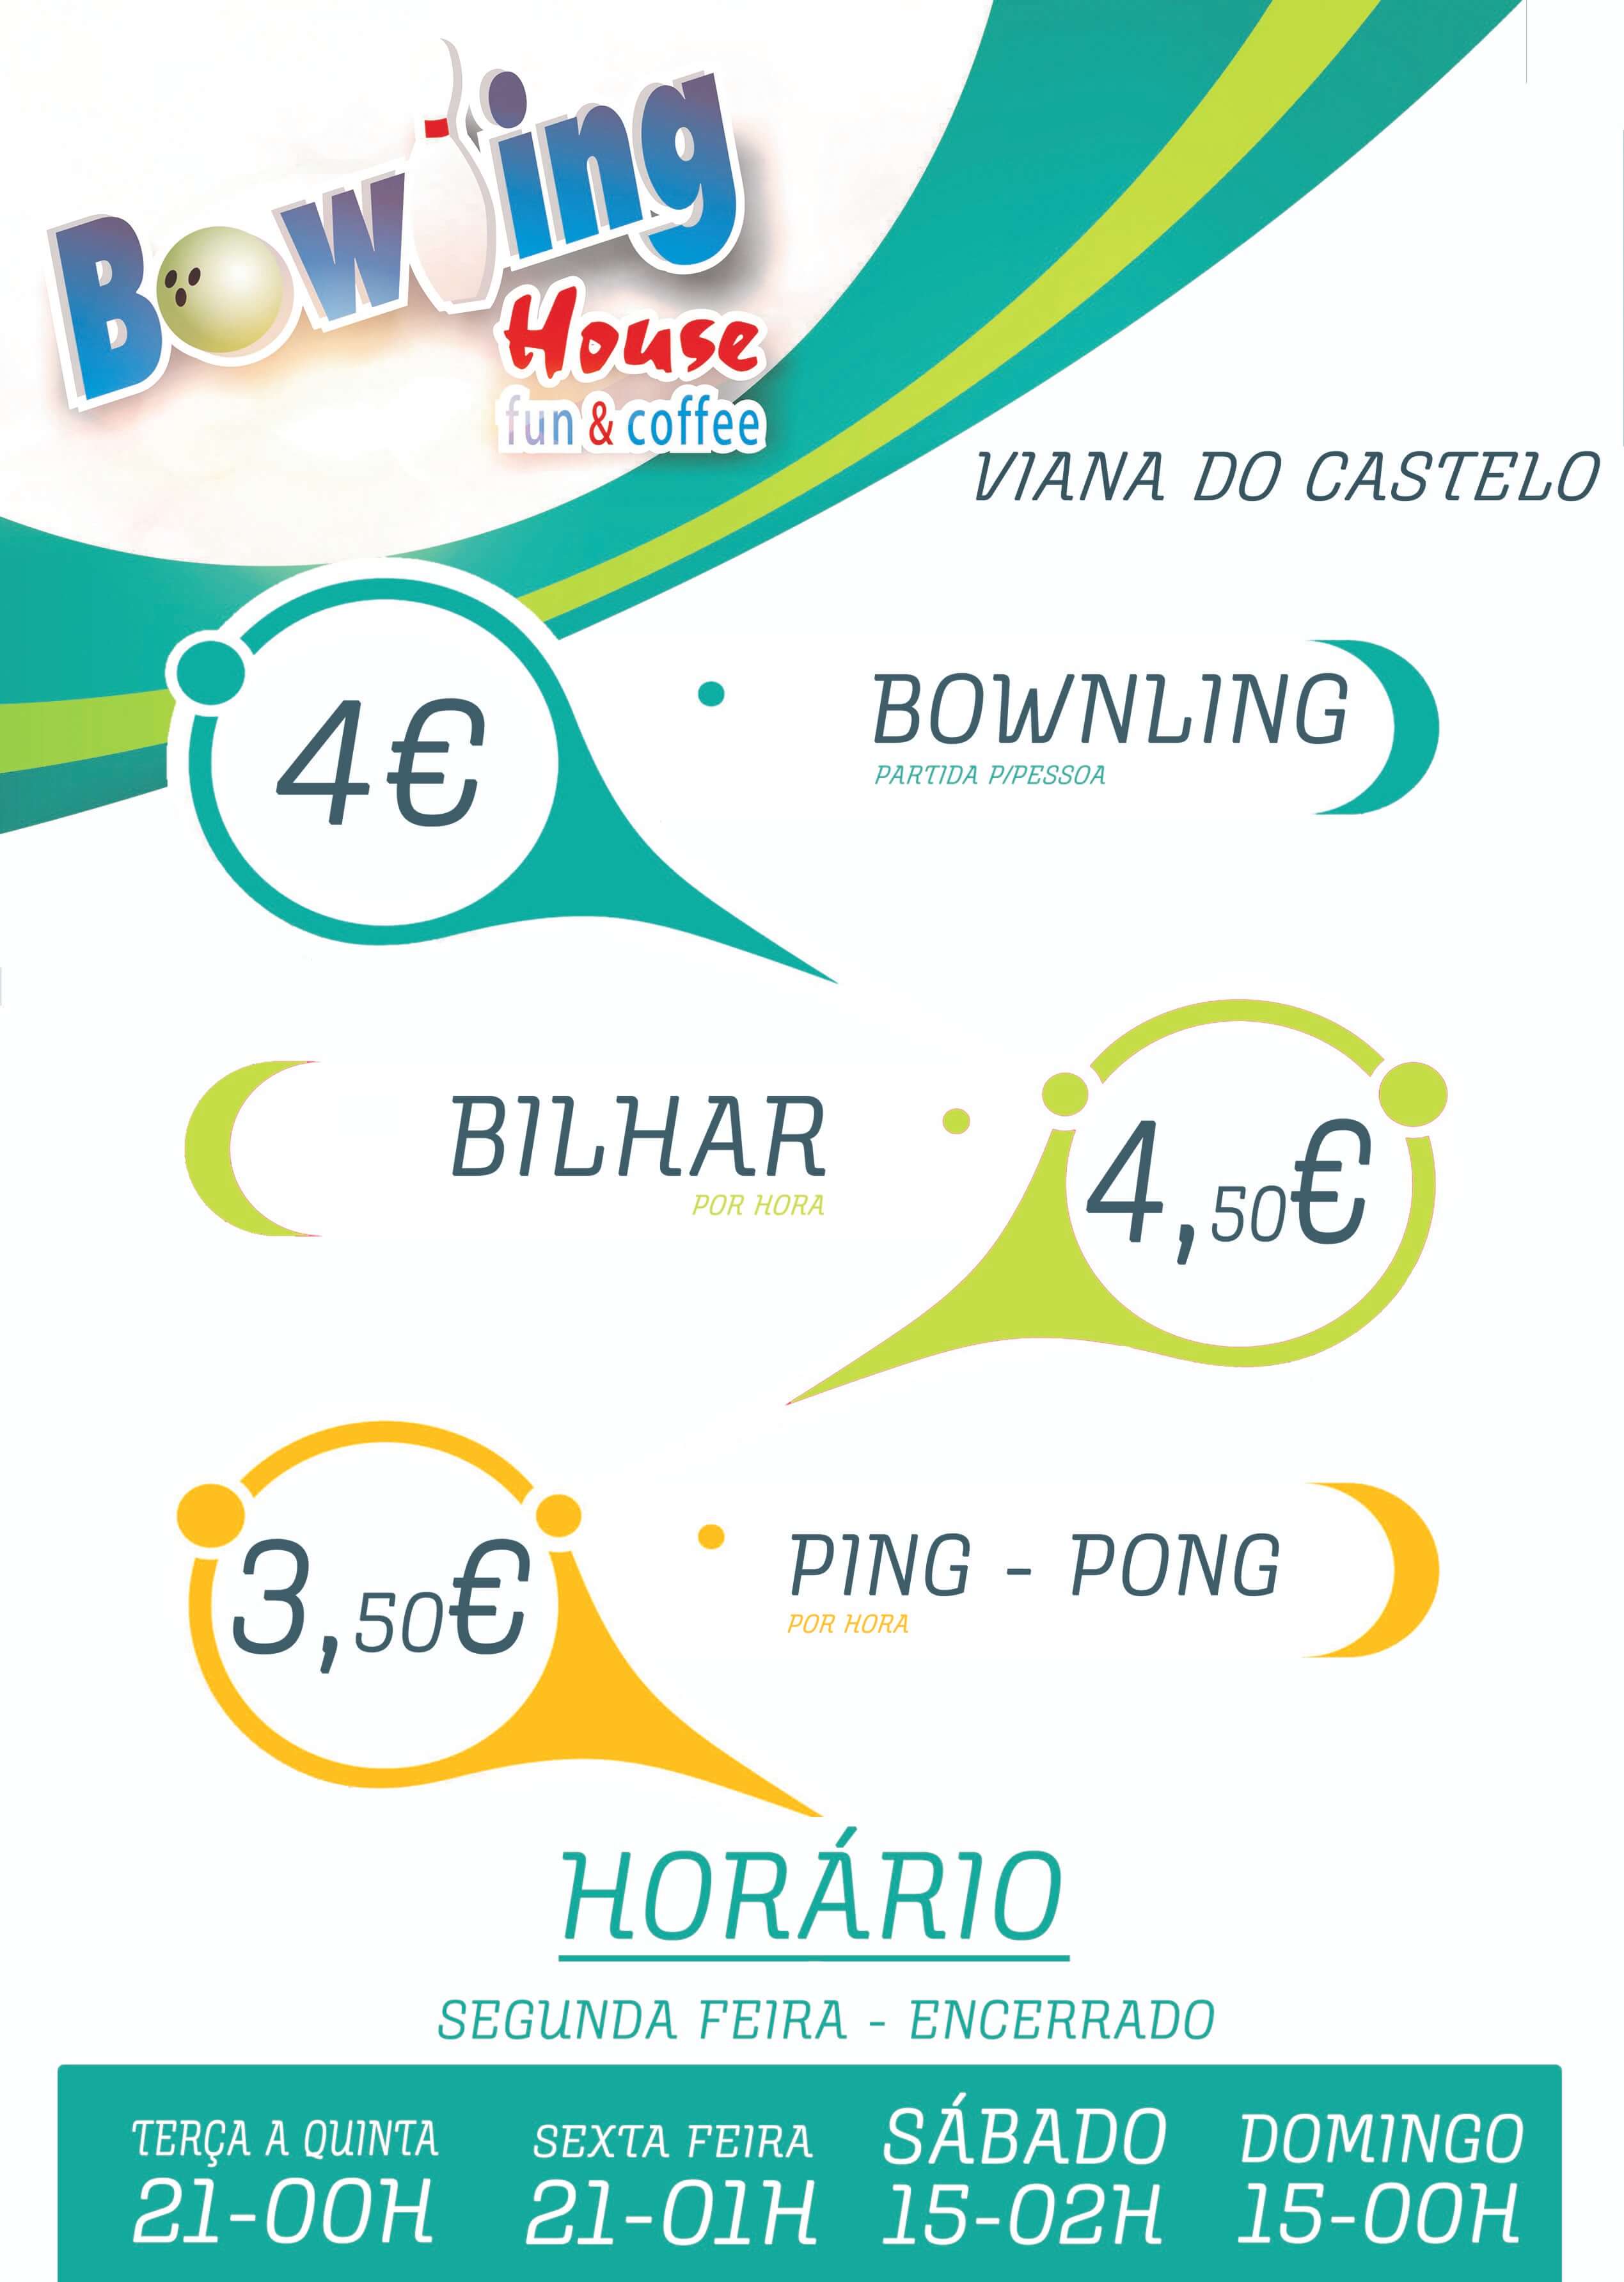 Bowling
House
fun & coffee
VIANA DO CASTELO
4€
BOWNLING
PARTIDA P/PESSOA
BILHAR
POR HORA
4,50€
3,50€
PING - PONG
POR HORA
HORÁRIO
SEGUNDA FEIRA - ENCERRADO
TERÇA A QUINTA
21-00H
SEXTA FEIRA
21-01H
SÁBADO
15-02H
DOMINGO
15-00H